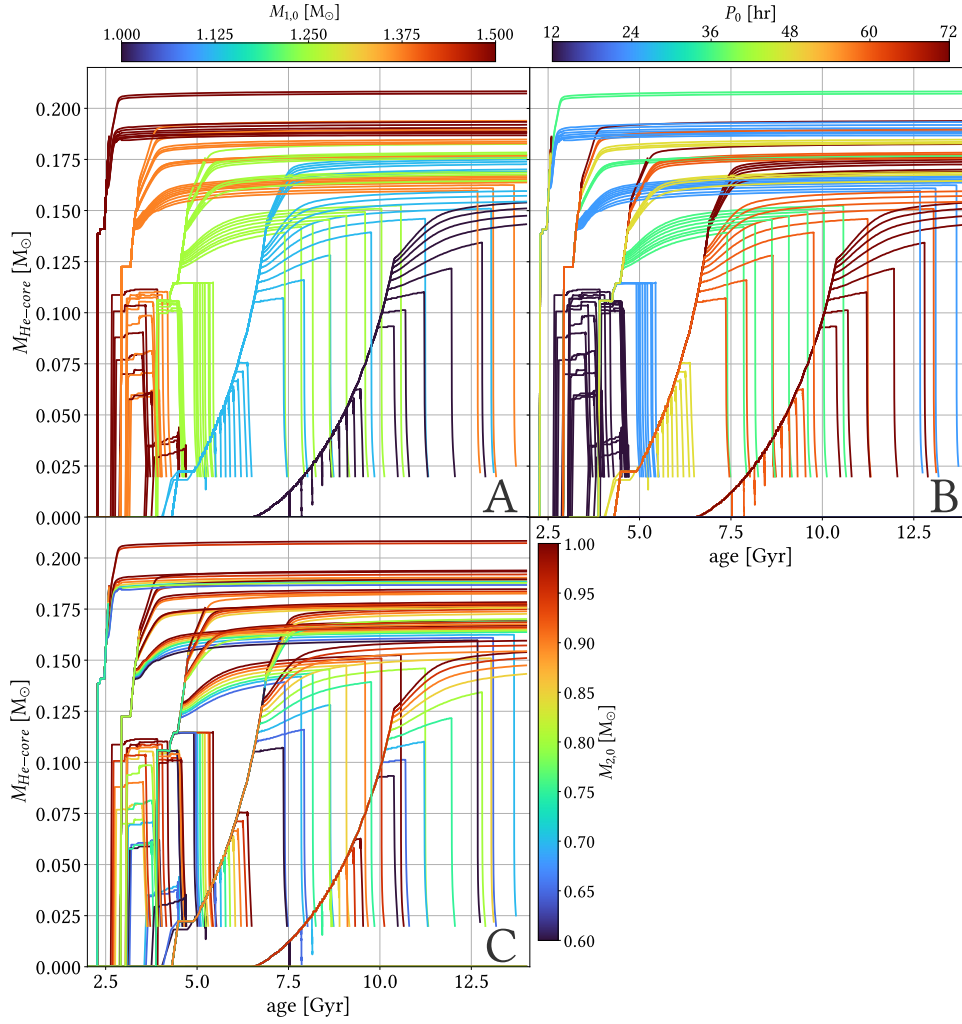 M1,0 [M⊙]
1.000 1.125 1.250 1.375 1.500
P0 [hr]
12 24 36 48 60 72
0.200
0.175
0.150
0.125
0.100
0.075
0.050
0.025
0.000
MHe−core [M⊙]
A
B
2.5 5.0 7.5 10.0 12.5
age [Gyr]
0.200
0.175
0.150
0.125
0.100
0.075
0.050
0.025
0.000
MHe−core [M⊙]
C
2.5 5.0 7.5 10.0 12.5
age [Gyr]
1.00
0.95
0.90
0.85
0.80
0.75
0.70
0.65
0.60
M2,0 [M⊙]